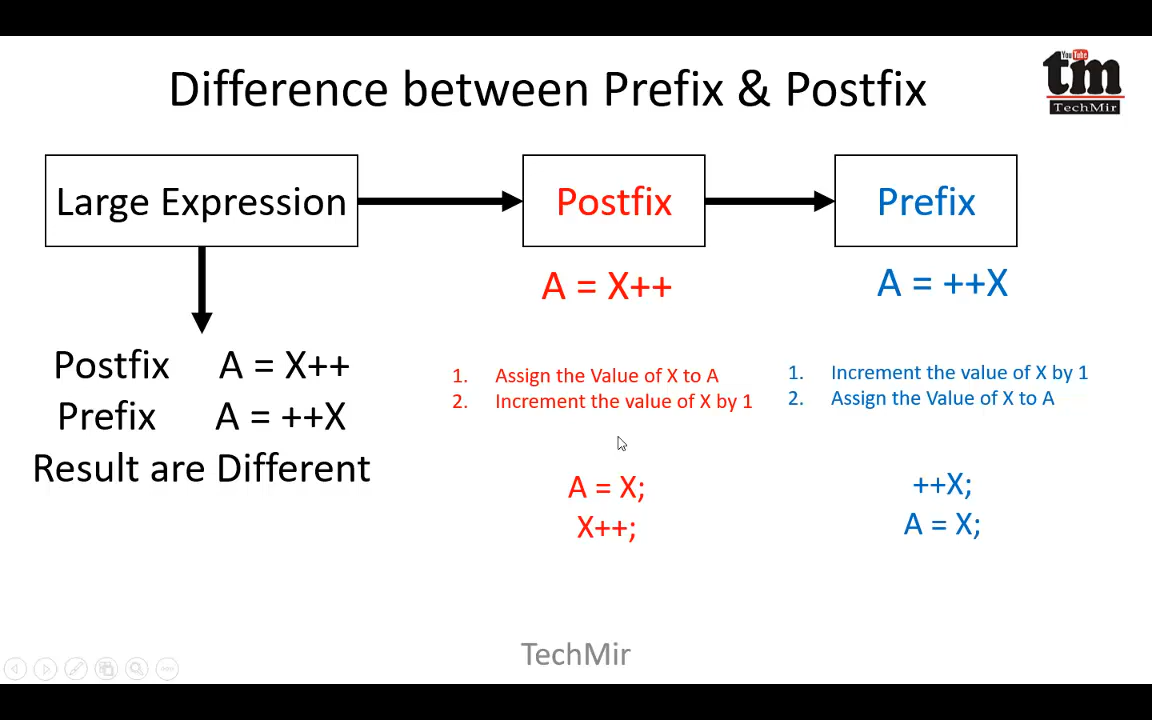 Difference between Prefix & Postfix
You Tube
tm
TechMir
Large Expression
Postfix
Prefix
A = X++
A = ++X
Postfix A = X++
Prefix A = ++X
Result are Different
1. Assign the Value of X to A
2. Increment the value of X by 1
1. Increment the value of X by 1
2. Assign the Value of X to A
A = X;
X++;
++X;
A = X;
TechMir